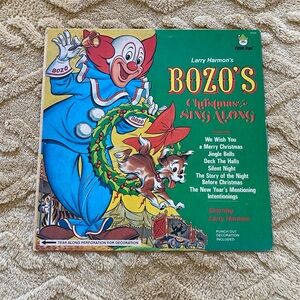 Peter Pan
Larry Harmon's
BOZO'S
Christmas
SING ALONG
BOZO
We Wish You
a Merry Christmas
Jingle Bells
Deck The Halls
Silent Night
The Story of the Night
Before Christmas
The New Year's Mentioning
Intentionings
Starring
Larry Harmon
PUNCH OUT
DECORATION
INCLUDED
TEAR ALONG PERFORATION FOR DECORATION